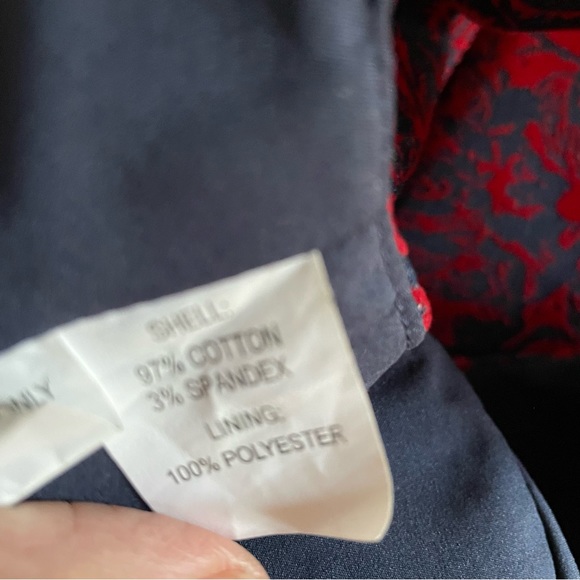 ONLY
SHELL:
97% COTTON
3% SPANDEX
LINING:
100% POLYESTER